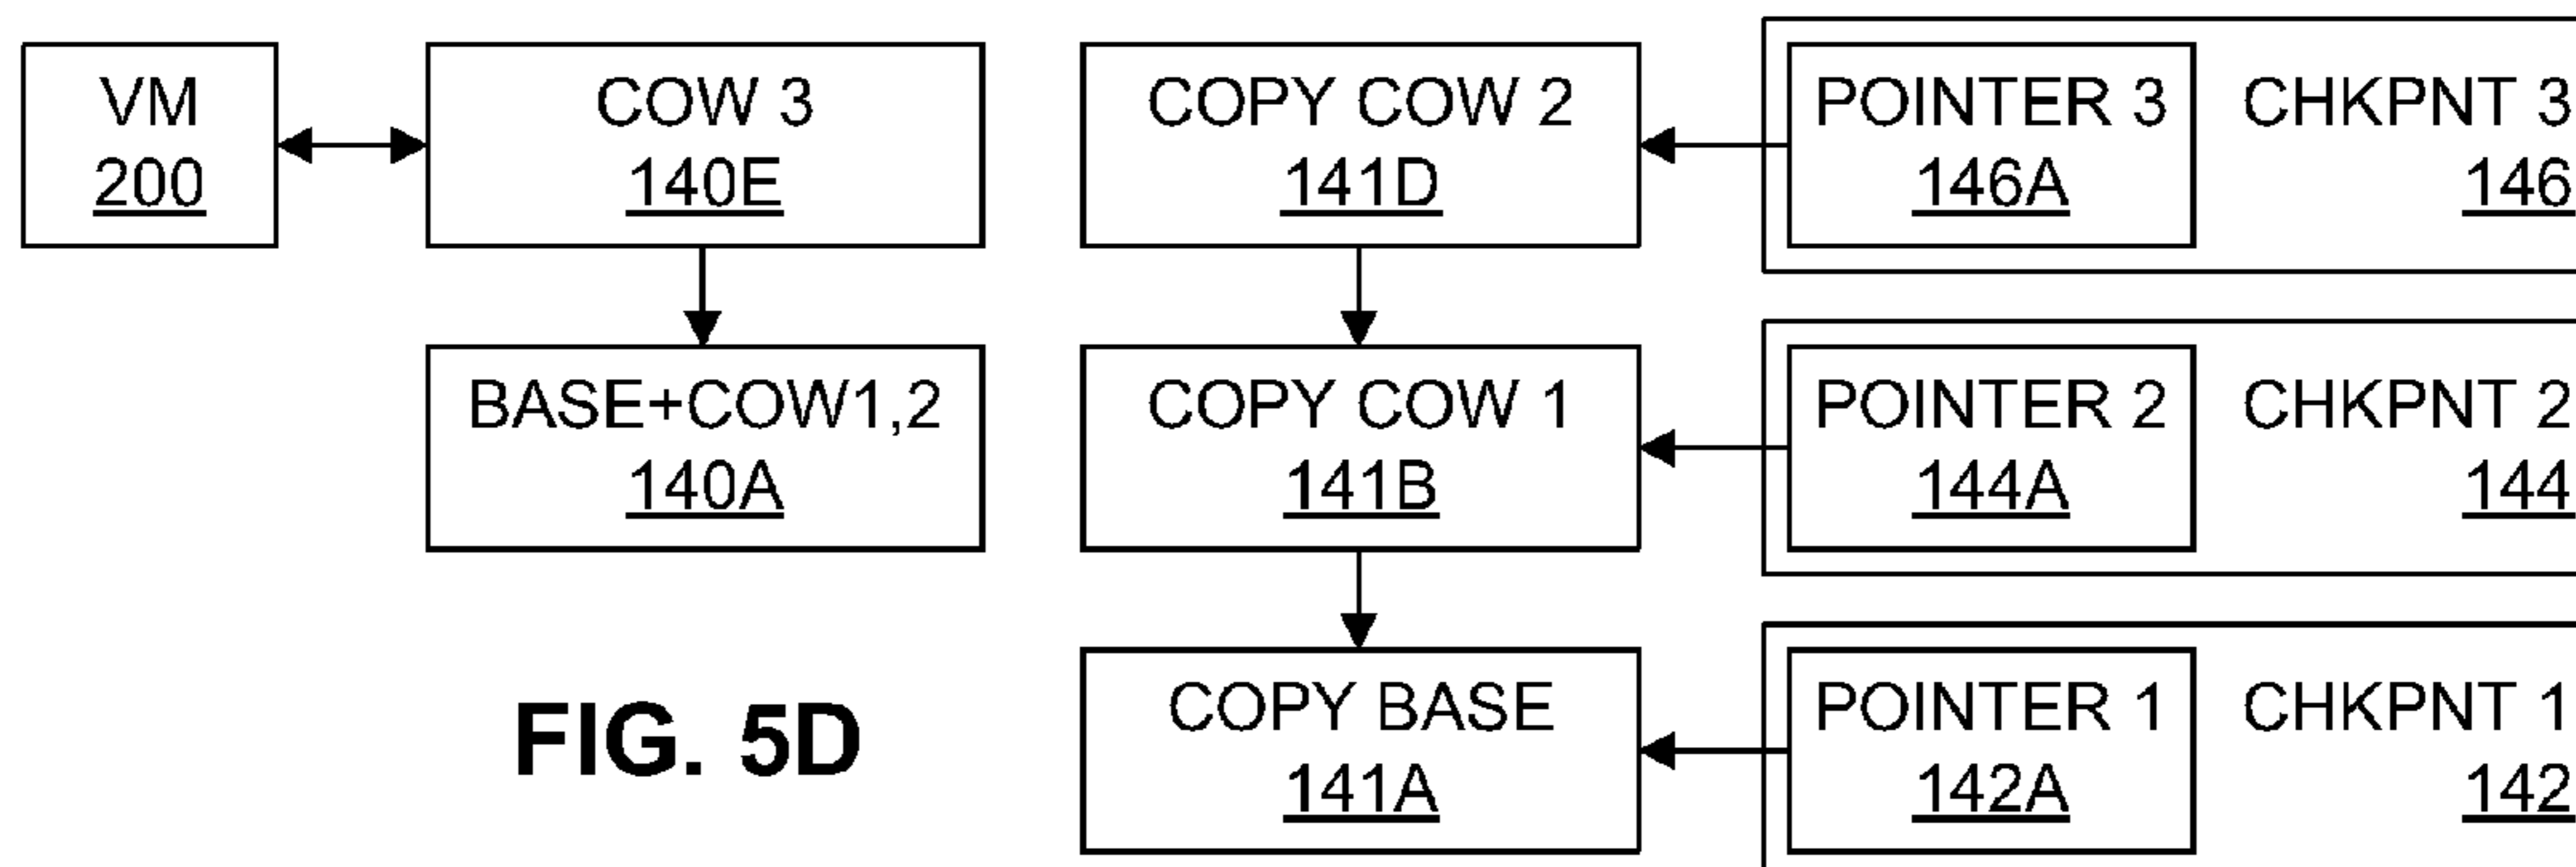 VM
200
COW 3
140E
COPY COW 2
141D
POINTER 3
146A
CHKPNT 3
146
BASE+COW1,2
140A
COPY COW 1
141B
POINTER 2
144A
CHKPNT 2
144
COPY BASE
141A
POINTER 1
142A
CHKPNT 1
142
FIG. 5D